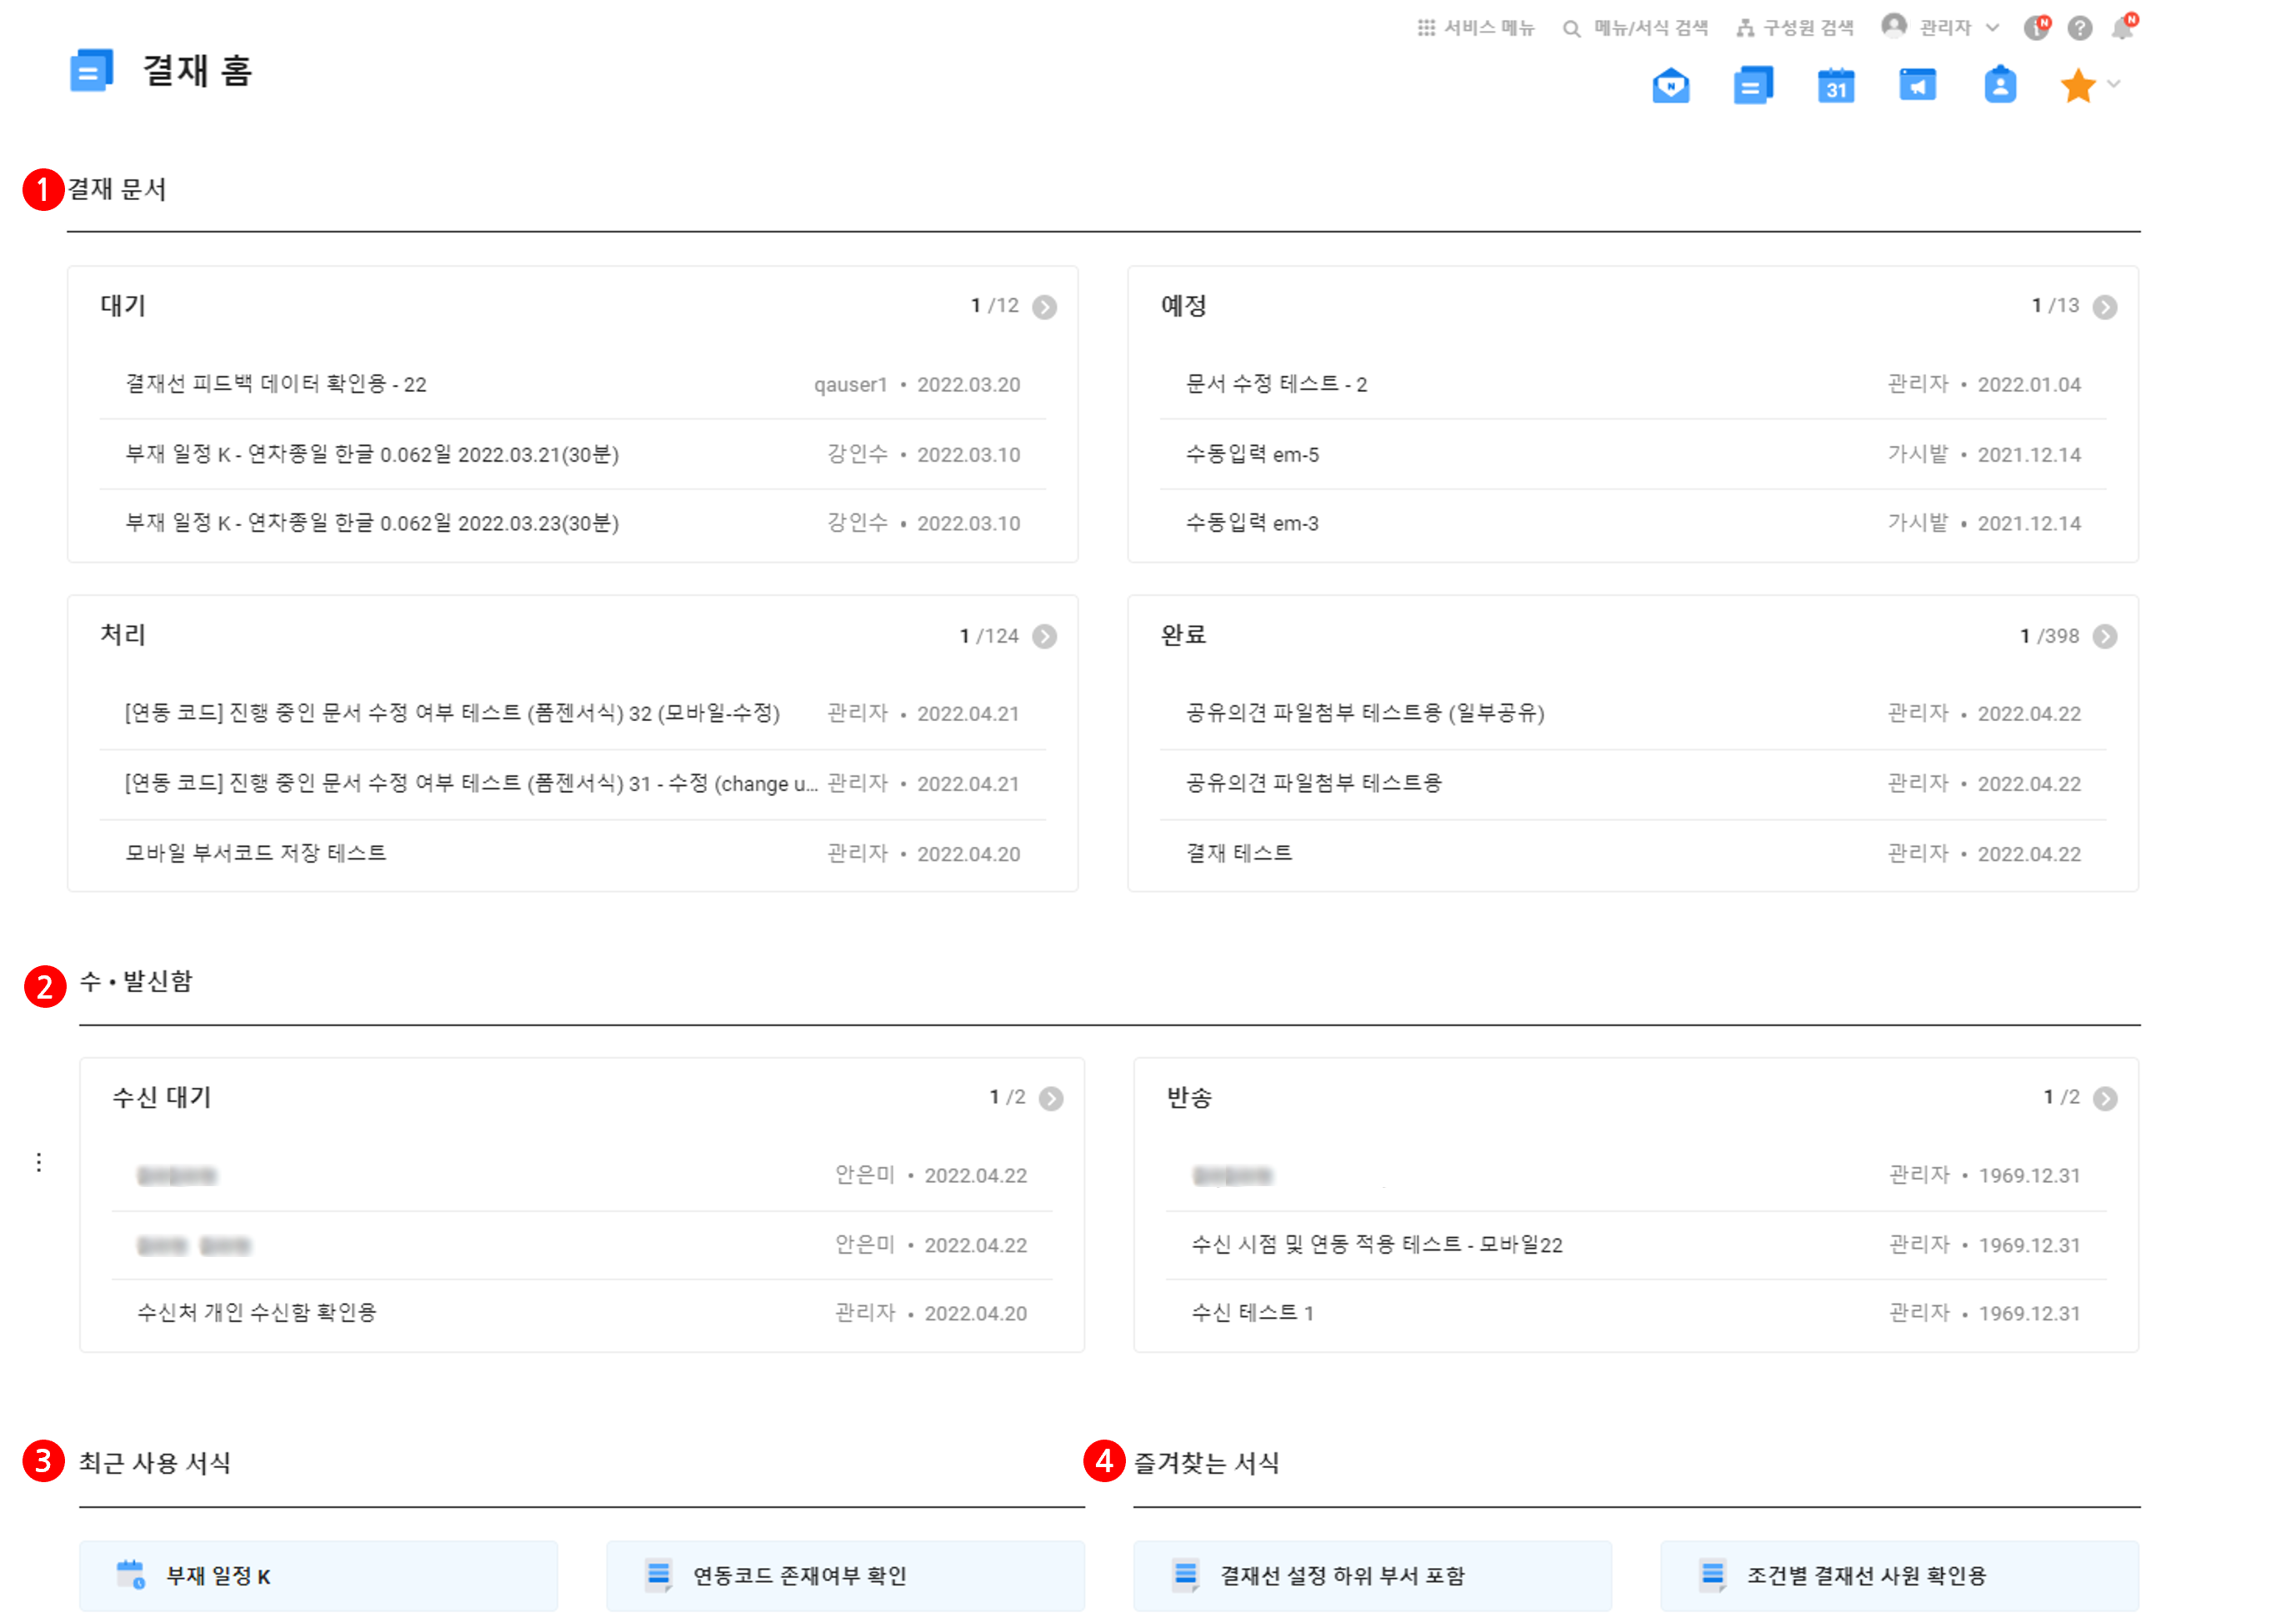 서비스 메뉴 메뉴/서식 검색 구성원 검색 관리자 N ? N
결재 홈
N 31
1 결재 문서
대기 1 /12
결재선 피드백 데이터 확인용 - 22 qauser1 • 2022.03.20
부재 일정 K - 연차종일 한글 0.062일 2022.03.21(30분) 강인수 • 2022.03.10
부재 일정 K - 연차종일 한글 0.062일 2022.03.23(30분) 강인수 • 2022.03.10
예정 1 /13
문서 수정 테스트 - 2 관리자 • 2022.01.04
수동입력 em-5 가시밭 • 2021.12.14
수동입력 em-3 가시밭 • 2021.12.14
처리 1 /124
[연동 코드] 진행 중인 문서 수정 여부 테스트 (폼젠서식) 32 (모바일-수정) 관리자 • 2022.04.21
[연동 코드] 진행 중인 문서 수정 여부 테스트 (폼젠서식) 31 - 수정 (change u... 관리자 • 2022.04.21
모바일 부서코드 저장 테스트 관리자 • 2022.04.20
완료 1 /398
공유의견 파일첨부 테스트용 (일부공유) 관리자 • 2022.04.22
공유의견 파일첨부 테스트용 관리자 • 2022.04.22
결재 테스트 관리자 • 2022.04.22
2 수 • 발신함
수신 대기 1 /2
안은미 • 2022.04.22
안은미 • 2022.04.22
수신처 개인 수신함 확인용 관리자 • 2022.04.20
반송 1 /2
관리자 • 1969.12.31
수신 시점 및 연동 적용 테스트 - 모바일22 관리자 • 1969.12.31
수신 테스트 1 관리자 • 1969.12.31
3 최근 사용 서식
부재 일정 K
연동코드 존재여부 확인
4 즐겨찾는 서식
결재선 설정 하위 부서 포함
조건별 결재선 사원 확인용